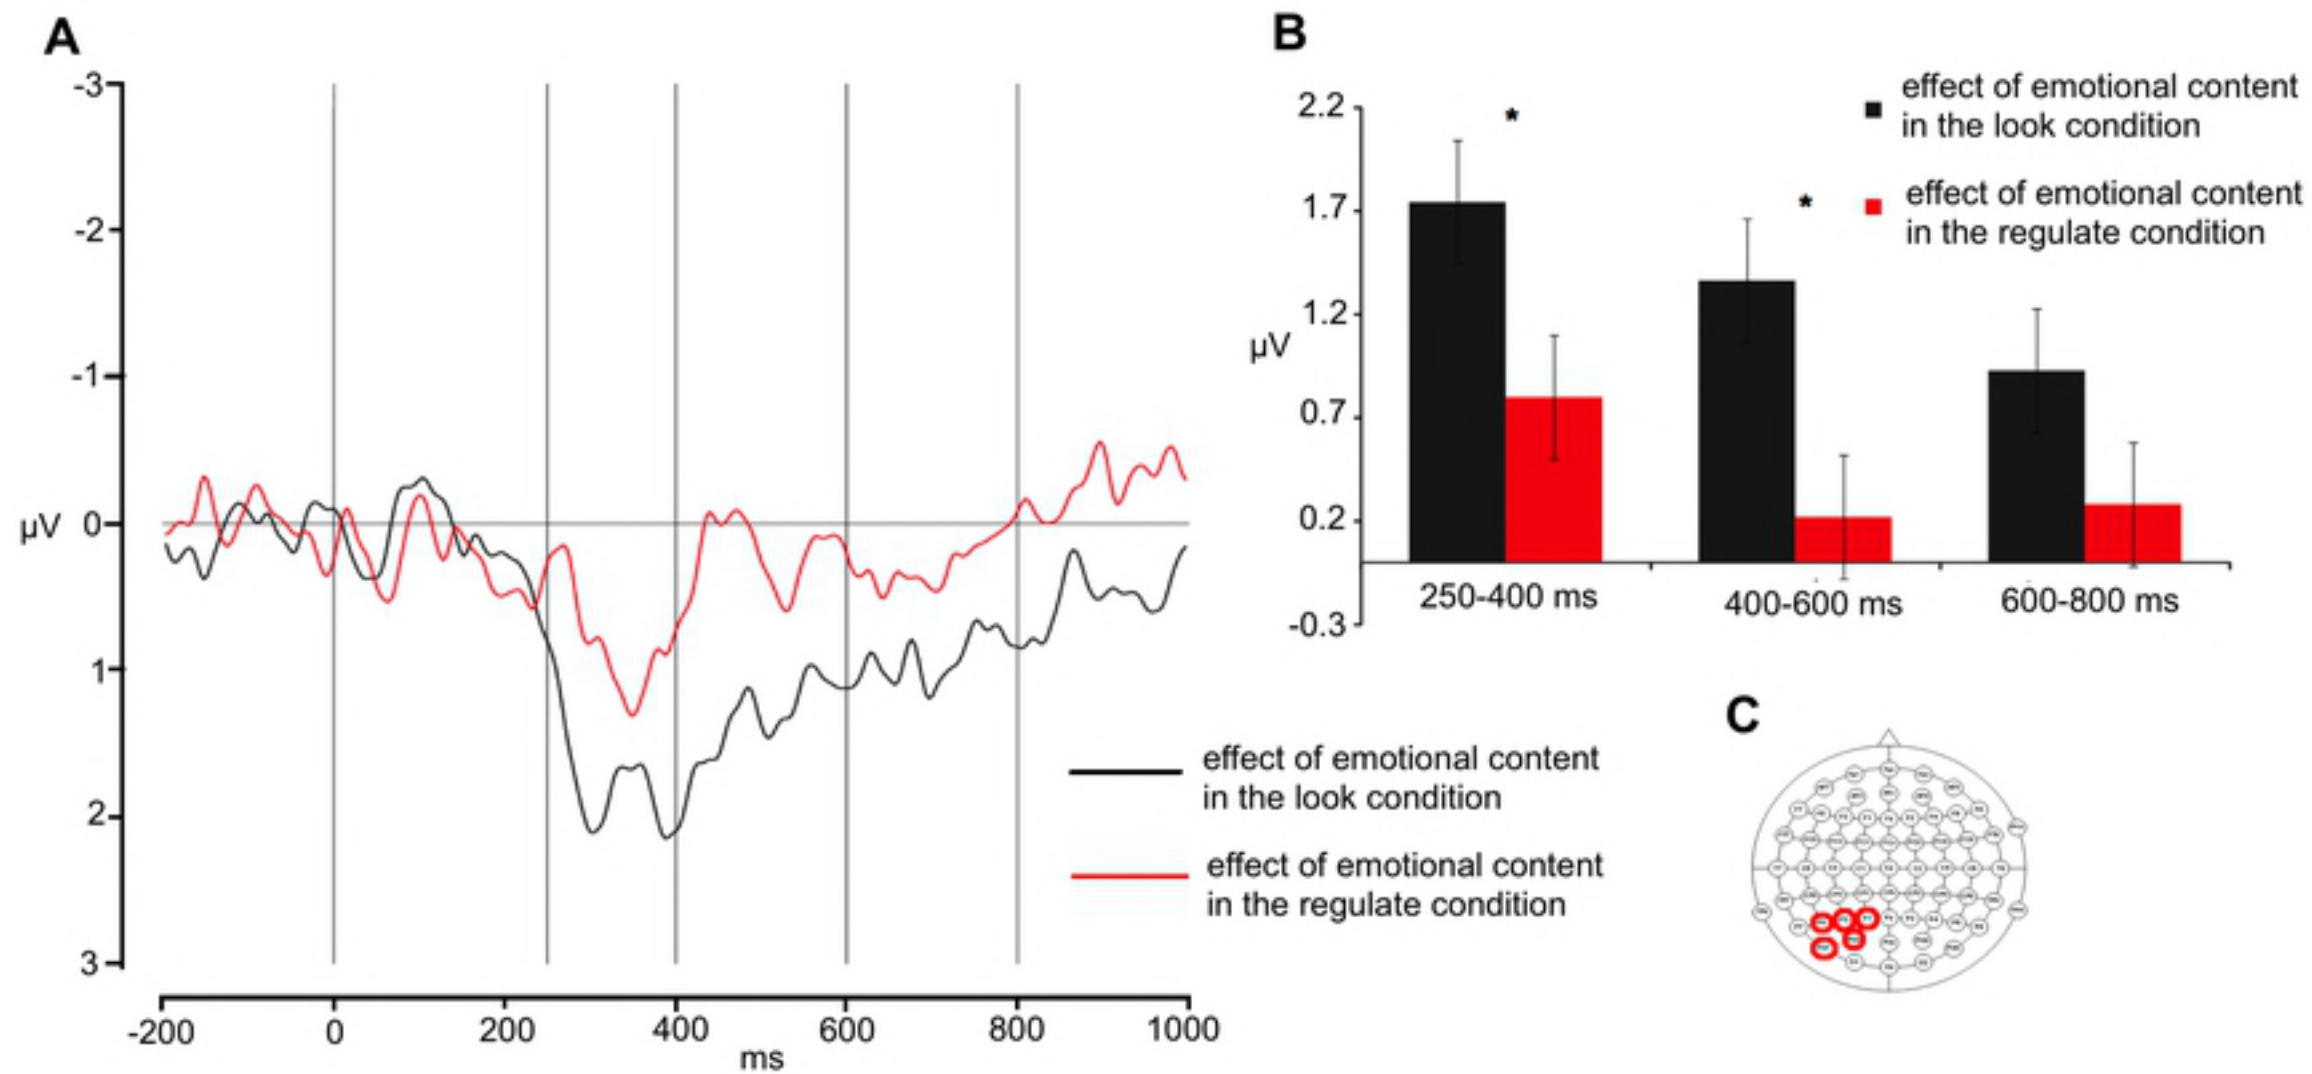 A
-3
-2
-1
µV
0
1
2
3
-200
0
200
400
600
800
1000
ms
effect of emotional content
in the look condition
effect of emotional content
in the regulate condition
B
2.2
1.7
1.2
µV
0.7
0.2
-0.3
*
*
250-400 ms
400-600 ms
600-800 ms
effect of emotional content
in the look condition
effect of emotional content
in the regulate condition
C